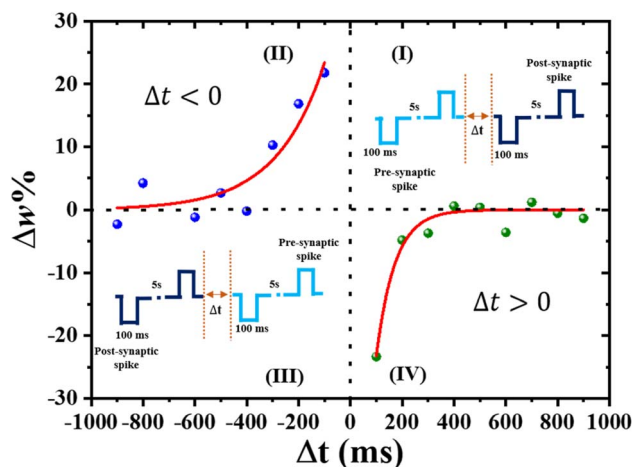 30
20
10
0
-10
-20
-30
Δw%
(II)
(I)
Δt < 0
Post-synaptic
spike
5s
5s
Δt
100 ms
100 ms
Pre-synaptic
spike
Pre-synaptic
spike
5s
5s
Δt
100 ms
100 ms
Post-synaptic
spike
Δt > 0
(III)
(IV)
-1000 -800 -600 -400 -200 0 200 400 600 800 1000
Δt (ms)